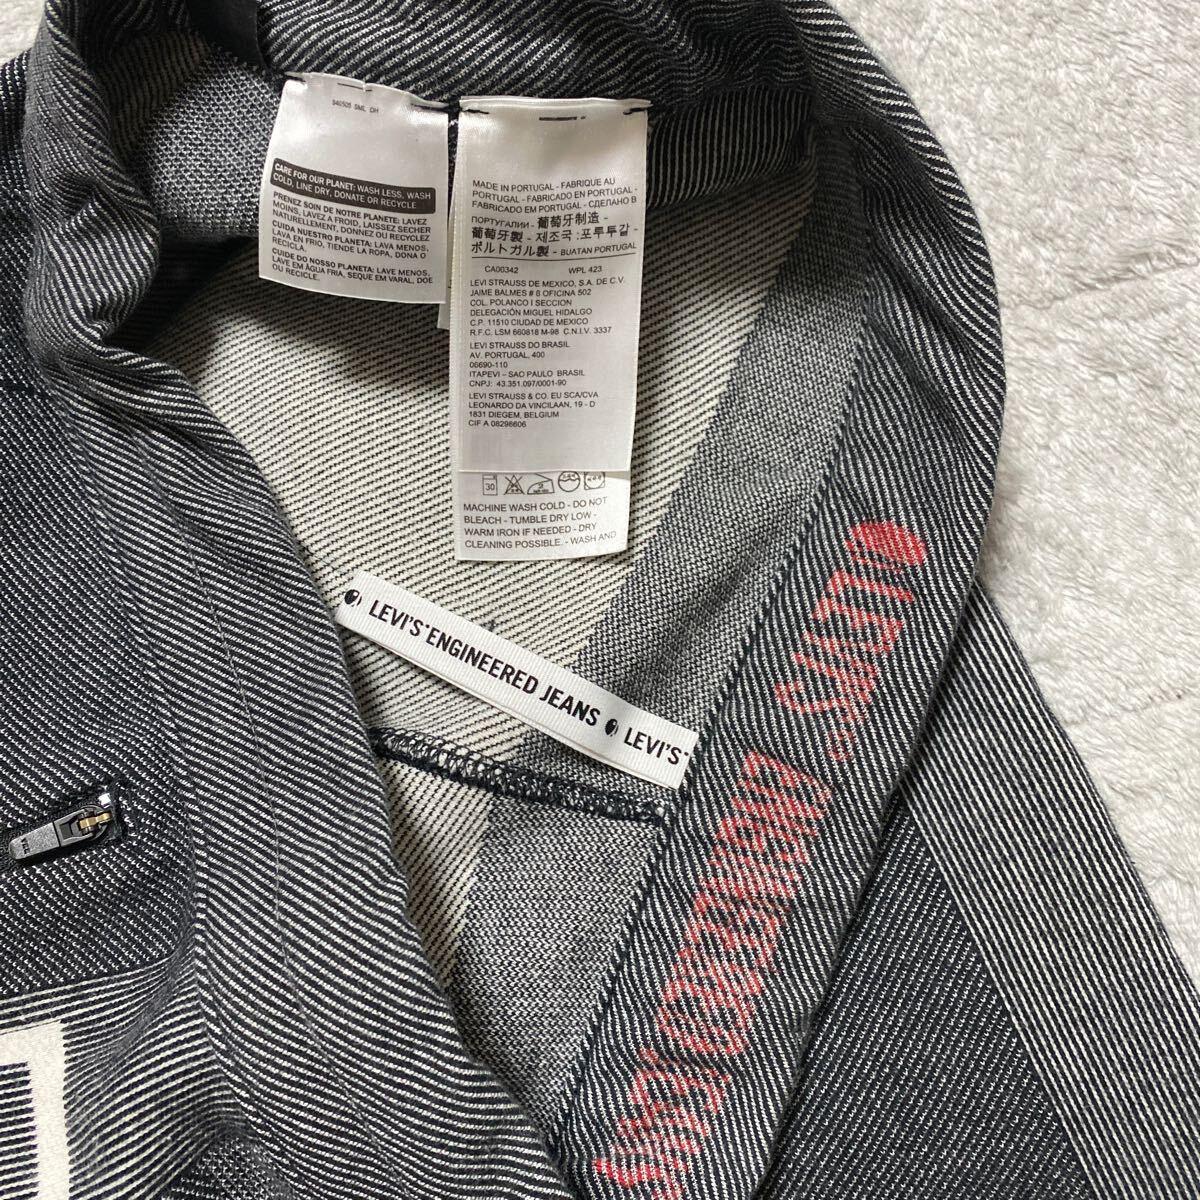 340505 SML OH
CARE FOR OUR PLANET: WASH LESS, WASH
COLD, LINE DRY, DONATE OR RECYCLE
PRENEZ SOIN DE NOTRE PLANETE: LAVEZ
MOINS, LAVEZ A FROID, LAISSEZ SECHER
NATURELLEMENT, DONNEZ OU RECYCLEZ
CUIDA NUESTRO PLANETA: LAVA MENOS,
LAVA EN FRIO, TIENDE LA ROPA, DONA O
RECICLA.
CUIDE DO NOSSO PLANETA: LAVE MENOS,
LAVE EM ÁGUA FRIA, SEQUE EM VARAL, DOE
OU RECICLE.
MADE IN PORTUGAL - FABRIQUE AU
PORTUGAL - FABRICADO EN PORTUGAL -
FABRICADO EM PORTUGAL - СДЕЛАНО В
ПОРТУГАЛИИ - 葡萄牙制造 -
葡萄牙製 - 제조국 :포루투갈 -
ポルトガル製 - BUATAN PORTUGAL
CA00342 WPL 423
LEVI STRAUSS DE MEXICO, S.A. DE C.V.
JAIME BALMES # 8 OFICINA 502
COL. POLANCO I SECCION
DELEGACIÓN MIGUEL HIDALGO
C.P. 11510 CIUDAD DE MEXICO
R.F.C. LSM 660818 M-98 C.N.I.V. 3337
LEVI STRAUSS DO BRASIL
AV. PORTUGAL, 400
06690-110
ITAPEVI – SAO PAULO BRASIL
CNPJ: 43.351.097/0001-90
LEVI STRAUSS & CO. EU SCA/CVA
LEONARDO DA VINCILAAN, 19 - D
1831 DIEGEM, BELGIUM
CIF A 08298606
30
MACHINE WASH COLD - DO NOT
BLEACH - TUMBLE DRY LOW -
WARM IRON IF NEEDED - DRY
CLEANING POSSIBLE. - WASH AND
LEVI'S® ENGINEERED JEANS LEVI'S®
LEVI'S® ENGINEERED JEANS
YKK